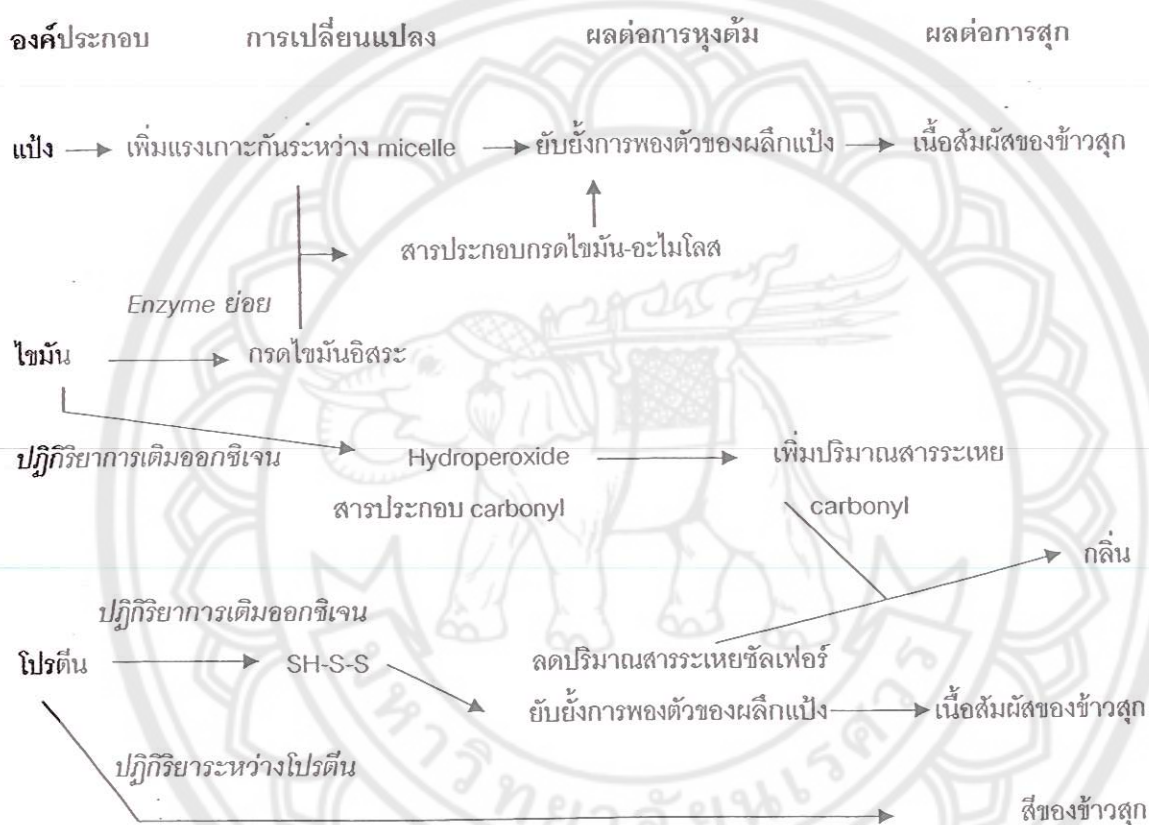 องค์ประกอบ การเปลี่ยนแปลง ผลต่อการหุงต้ม ผลต่อการสุก
แป้ง เพิ่มแรงเกาะกันระหว่าง micelle ยับยั้งการพองตัวของผลึกแป้ง เนื้อสัมผัสของข้าวสุก
สารประกอบกรดไขมัน-อะไมโลส
Enzyme ย่อย
ไขมัน กรดไขมันอิสระ
ปฏิกิริยาการเติมออกซิเจน Hydroperoxide เพิ่มปริมาณสารระเหย
สารประกอบ carbonyl carbonyl
กลิ่น
ปฏิกิริยาการเติมออกซิเจน
โปรตีน SH-S-S ลดปริมาณสารระเหยซัลเฟอร์
ยับยั้งการพองตัวของผลึกแป้ง เนื้อสัมผัสของข้าวสุก
ปฏิกิริยาระหว่างโปรตีน
สีของข้าวสุก
มหาวิทยาลัยนเรศวร